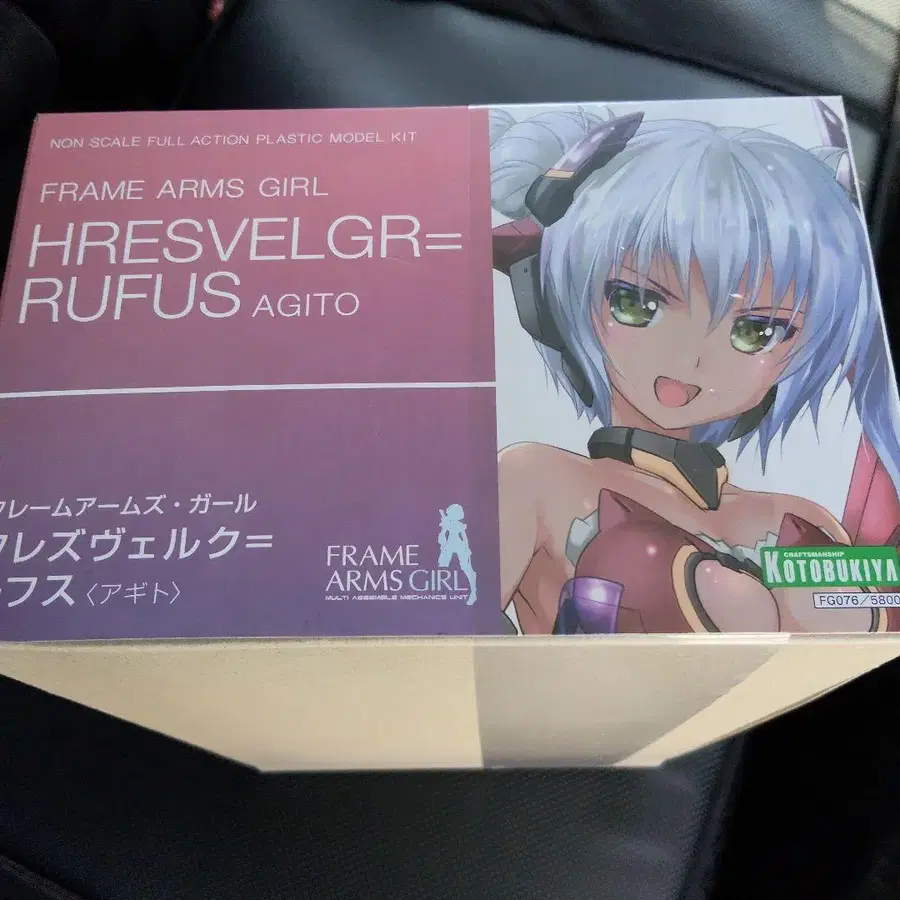 NON SCALE FULL ACTION PLASTIC MODEL KIT
FRAME ARMS GIRL
HRESVELGR=
RUFUS AGITO
レームアームズ・ガール
レズヴェルク=
フス〈アギト〉
FRAME
ARMS GIRL
MULTI ASSEMBLE MECHANICS UNIT
CRAFTSMANSHIP
KOTOBUKIYA
FG076/5800